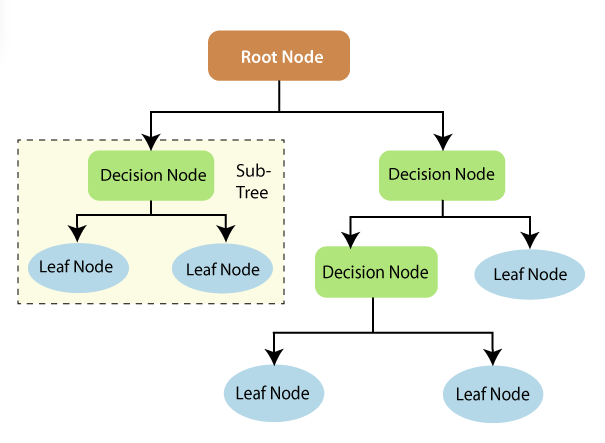 Root Node
Decision Node
Sub-
Tree
Decision Node
Leaf Node
Leaf Node
Decision Node
Leaf Node
Leaf Node
Leaf Node